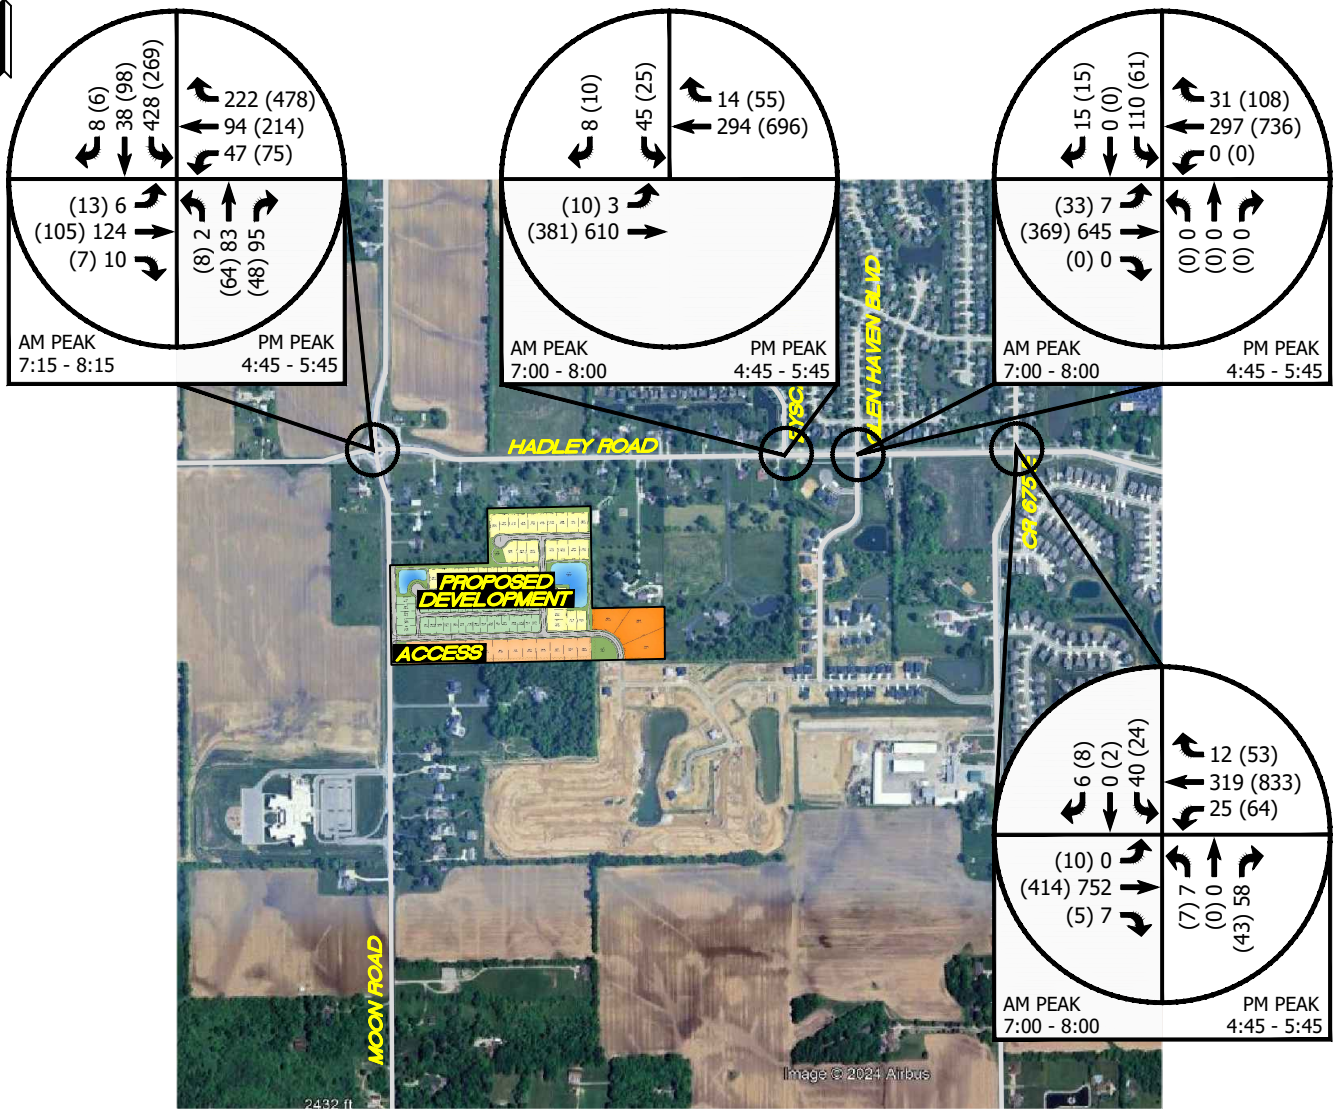 8 (6)
38 (98)
428 (269)
222 (478)
94 (214)
47 (75)
(13) 6
(105) 124
(7) 10
(8) 2
(64) 83
(48) 95
AM PEAK
7:15 - 8:15
PM PEAK
4:45 - 5:45
8 (10)
45 (25)
14 (55)
294 (696)
(10) 3
(381) 610
AM PEAK
7:00 - 8:00
PM PEAK
4:45 - 5:45
15 (15)
0 (0)
110 (61)
31 (108)
297 (736)
0 (0)
(33) 7
(369) 645
(0) 0
(0) 0
(0) 0
(0) 0
AM PEAK
7:00 - 8:00
PM PEAK
4:45 - 5:45
HADLEY ROAD
HAVEN BLVD
PROPOSED
DEVELOPMENT
ACCESS
MOON ROAD
6 (8)
0 (2)
40 (24)
12 (53)
319 (833)
25 (64)
(10) 0
(414) 752
(5) 7
(7) 7
(0) 0
(43) 58
AM PEAK
7:00 - 8:00
PM PEAK
4:45 - 5:45
Image © 2024 Airbus
2432 ft